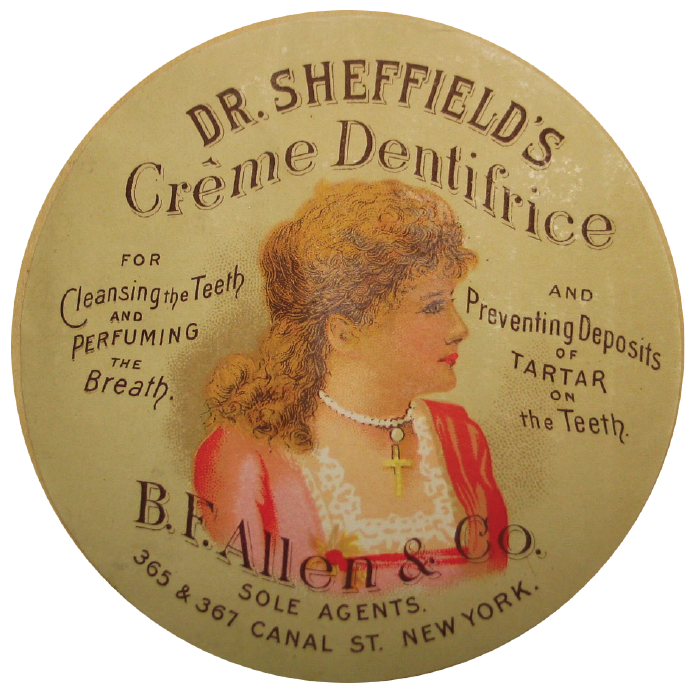 DR. SHEFFIELD'S
Crême Dentifrice
FOR
Cleansing the Teeth
AND
PERFUMING
THE
Breath.
AND
Preventing Deposits
OF
TARTAR
ON
the Teeth.
B.F. Allen & Co.
SOLE AGENTS.
365 & 367 CANAL ST. NEW YORK.